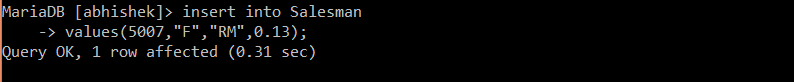 MariaDB [abhishek]> insert into Salesman
-> values(5007,"F","RM",0.13);
Query OK, 1 row affected (0.31 sec)